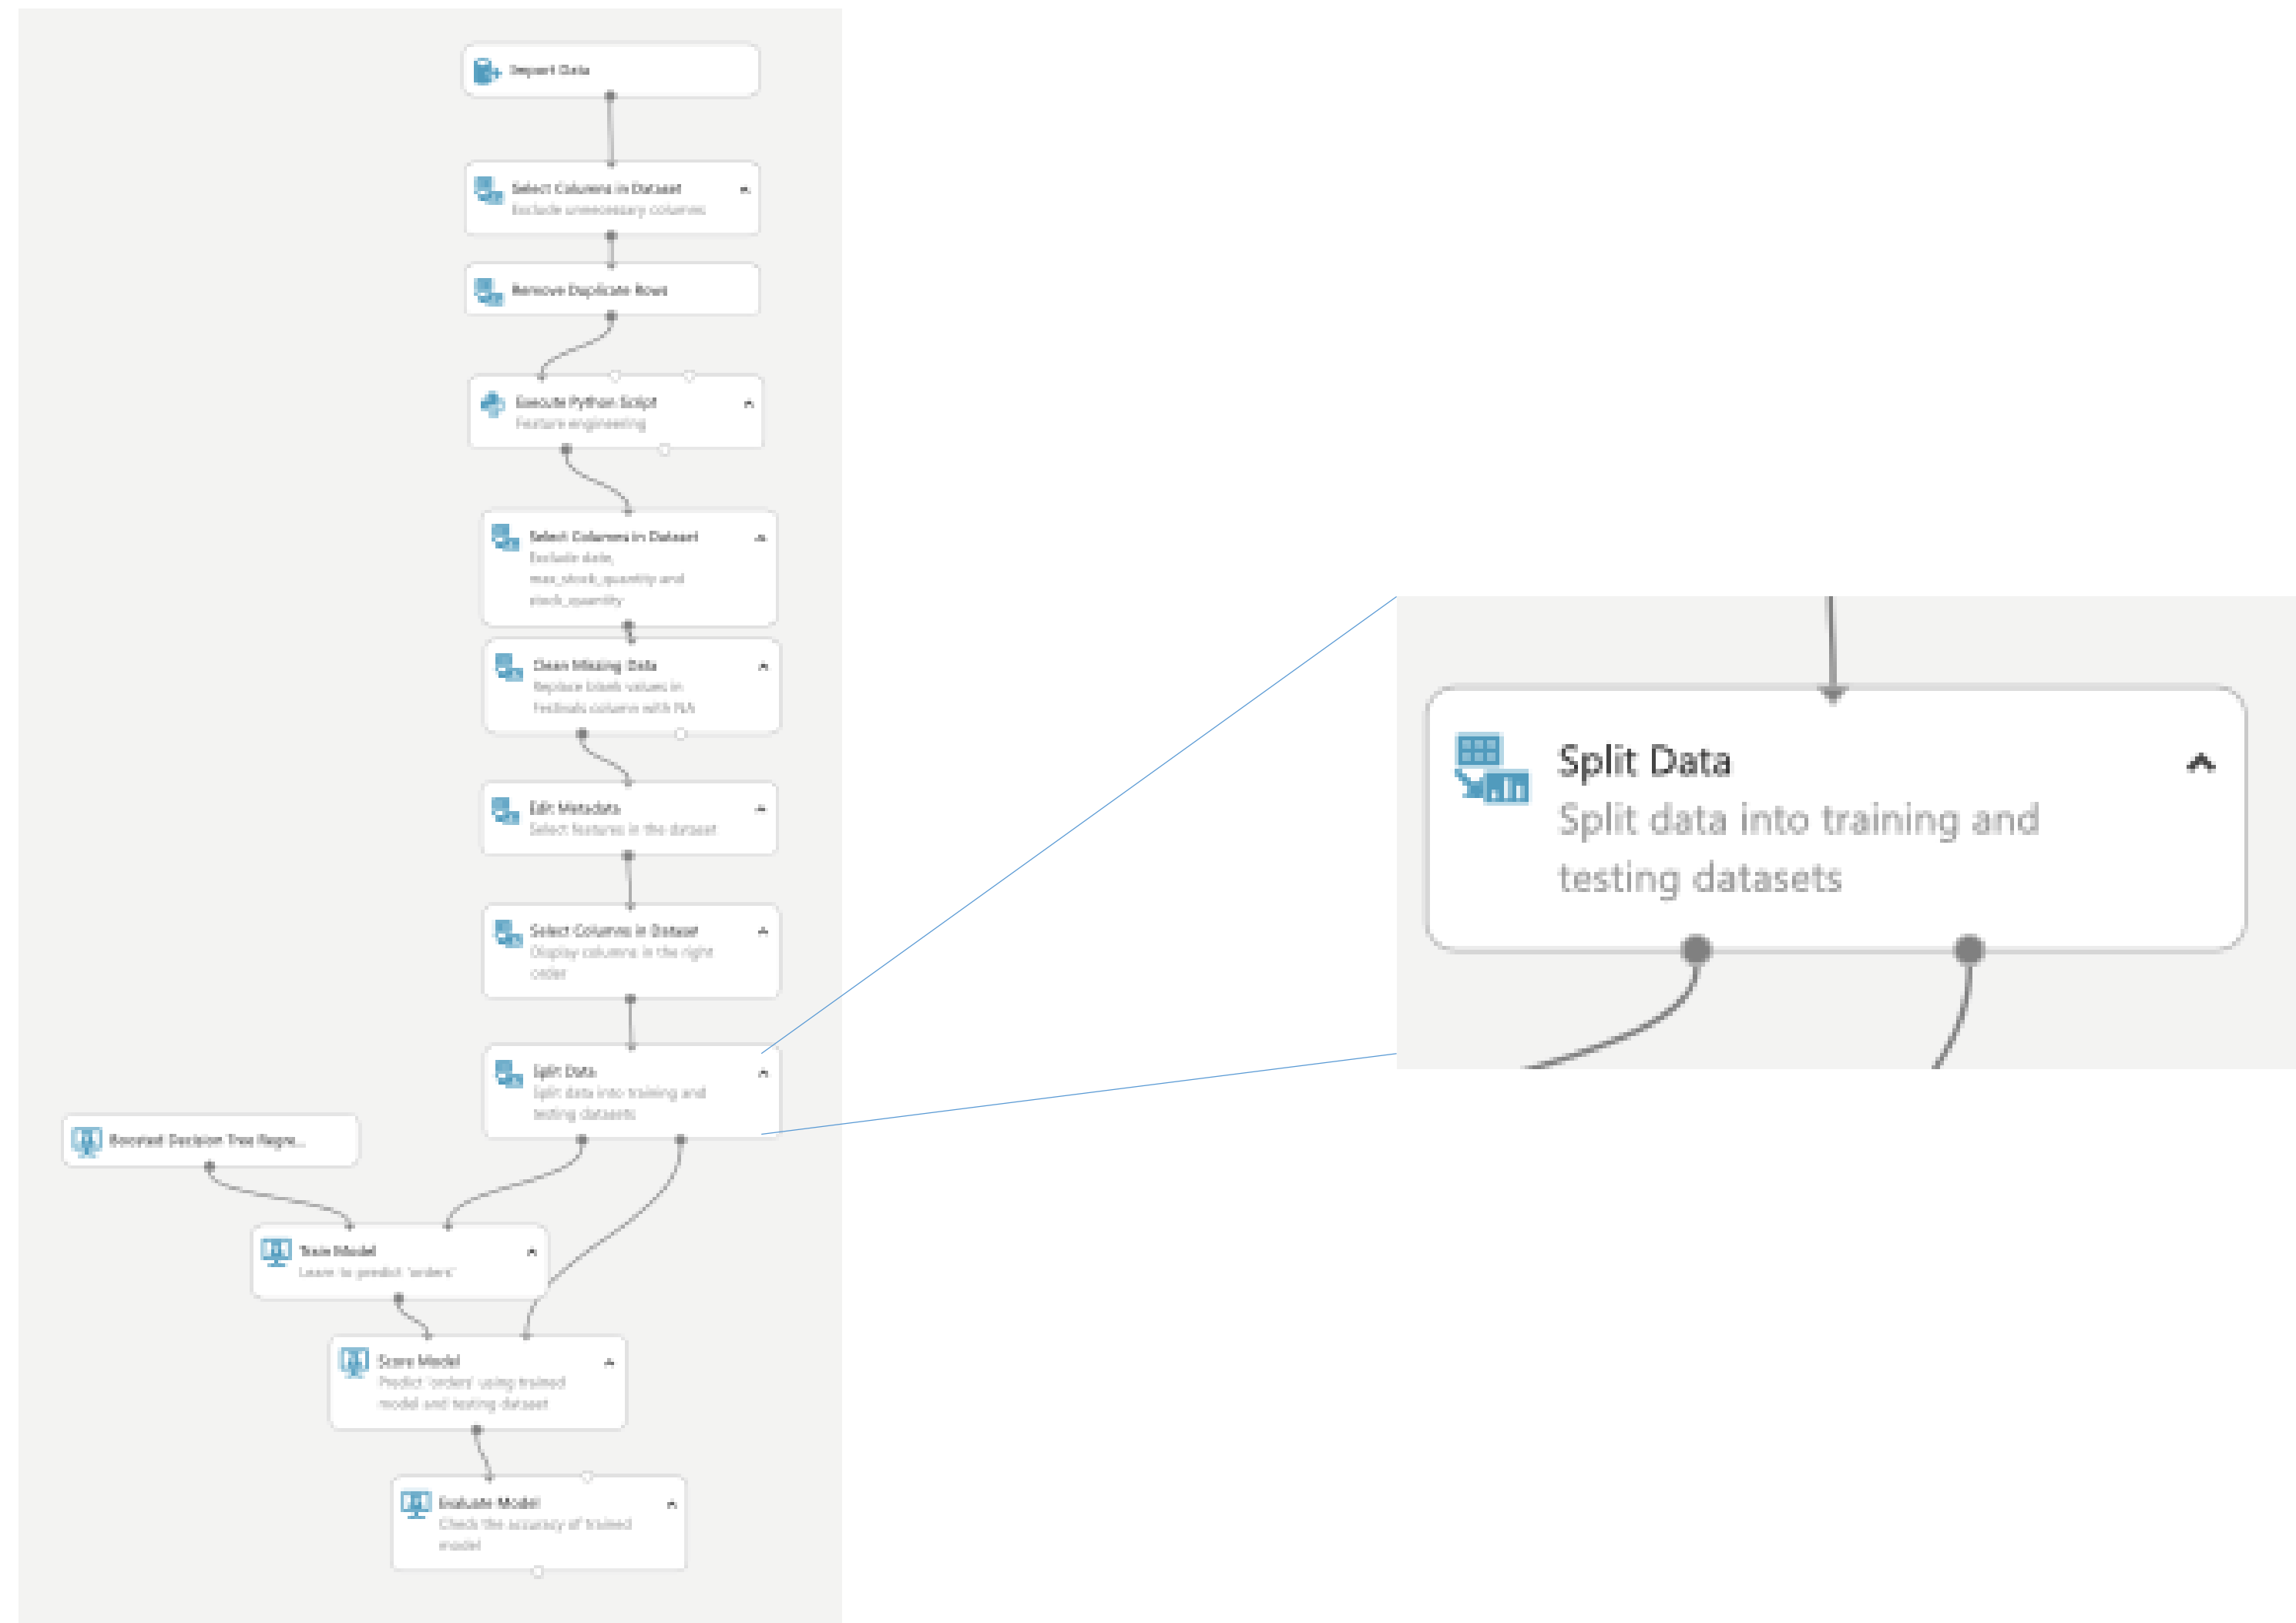 Import Data
Select Columns in Dataset
Exclude unnecessary columns
Remove Duplicate Rows
Execute Python Script
Feature engineering
Select Columns in Dataset
Exclude date,
max_stock_quantity and
stock_quantity
Clean Missing Data
Replace blank values in
festivals column with NA
Edit Metadata
Select features in the dataset
Select Columns in Dataset
Display columns in the right
order
Split Data
Split data into training and
testing datasets
Boosted Decision Tree Regre...
Train Model
Learn to predict 'orders'
Score Model
Predict 'orders' using trained
model and testing dataset
Evaluate Model
Check the accuracy of trained
model
Split Data
Split data into training and
testing datasets